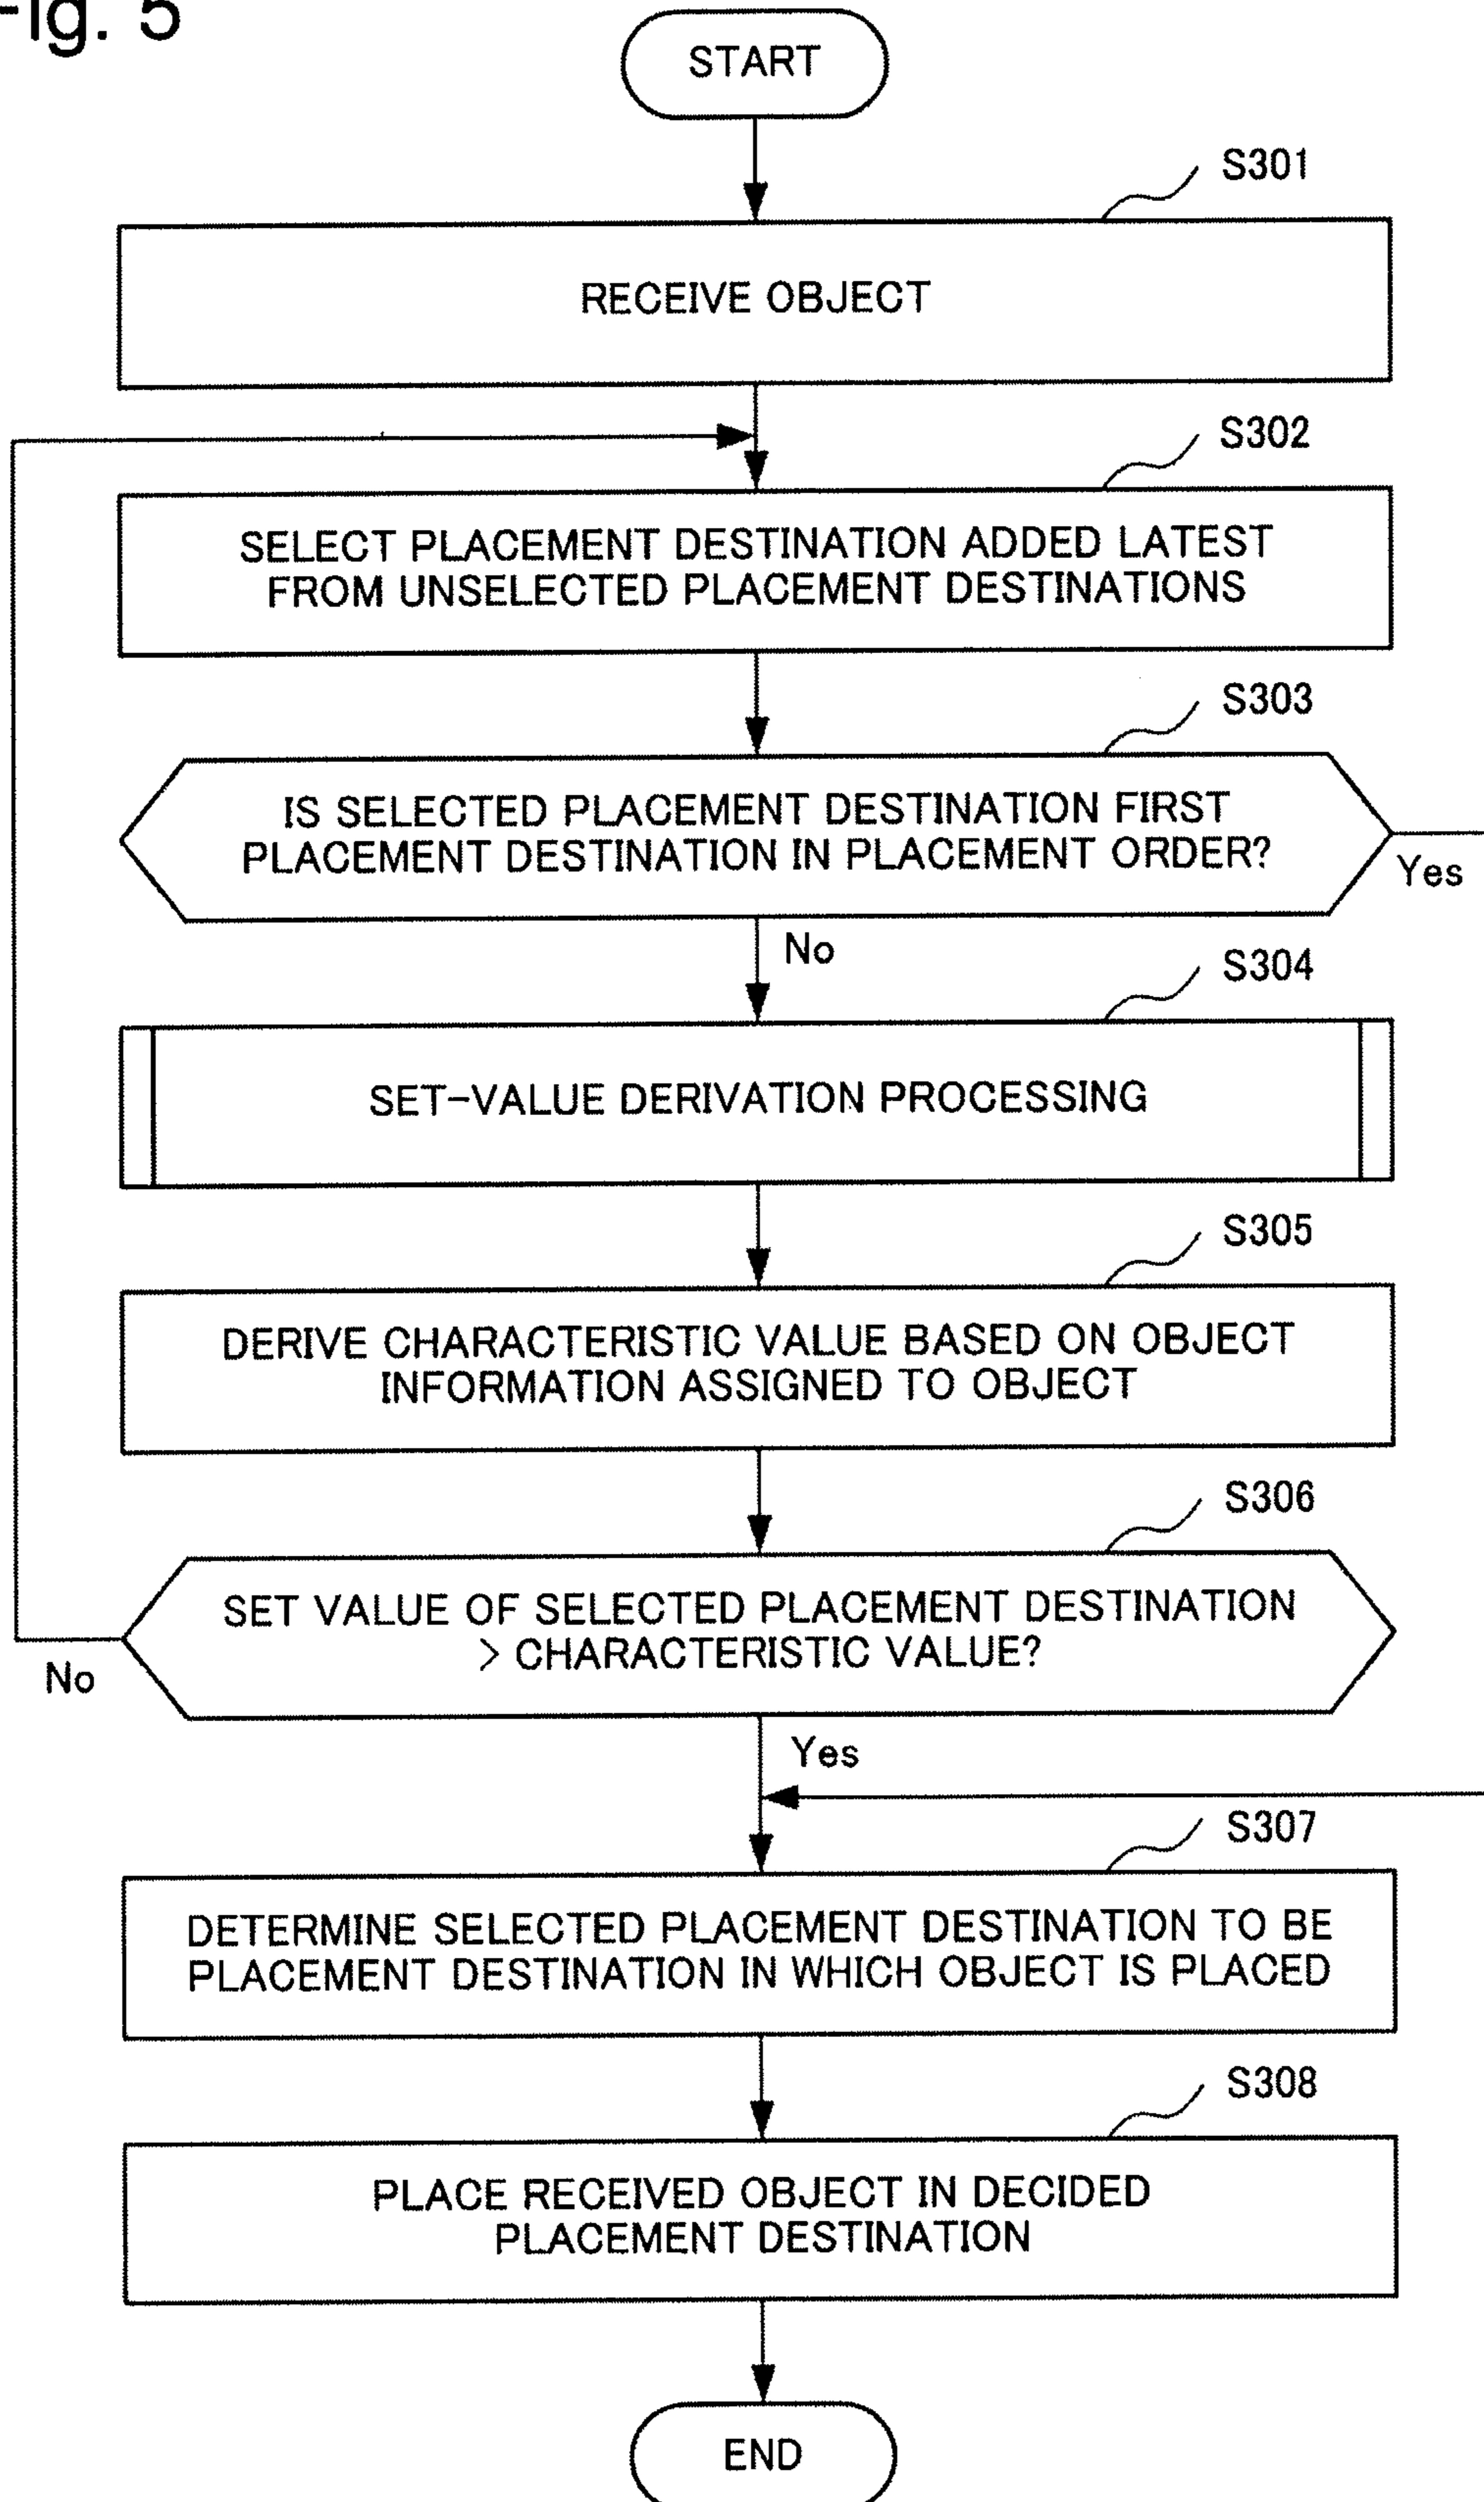 Fig. 5
START
S301
RECEIVE OBJECT
S302
SELECT PLACEMENT DESTINATION ADDED LATEST
FROM UNSELECTED PLACEMENT DESTINATIONS
S303
IS SELECTED PLACEMENT DESTINATION FIRST
PLACEMENT DESTINATION IN PLACEMENT ORDER?
Yes
No
S304
SET-VALUE DERIVATION PROCESSING
S305
DERIVE CHARACTERISTIC VALUE BASED ON OBJECT
INFORMATION ASSIGNED TO OBJECT
S306
SET VALUE OF SELECTED PLACEMENT DESTINATION
> CHARACTERISTIC VALUE?
No
Yes
S307
DETERMINE SELECTED PLACEMENT DESTINATION TO BE
PLACEMENT DESTINATION IN WHICH OBJECT IS PLACED
S308
PLACE RECEIVED OBJECT IN DECIDED
PLACEMENT DESTINATION
END